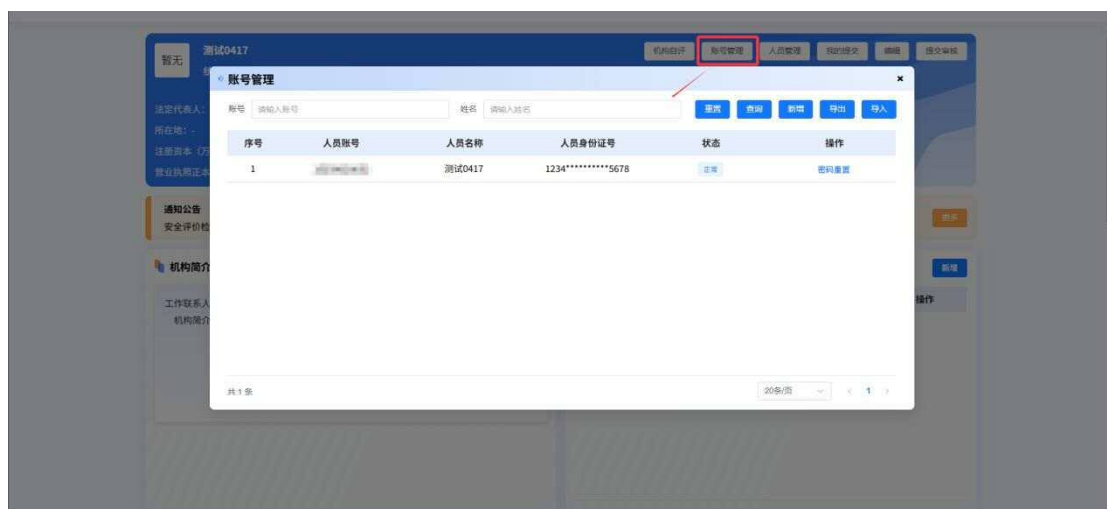 暂无
测试0417
机构自评 账号管理 人员管理 我的提交 编辑 提交审核
账号管理
法定代表人：
账号 请输入账号 姓名 请输入姓名 重置 查询 新增 导出 导入
所在地：-
序号 人员账号 人员名称 人员身份证号 状态 操作
注册资本（万
1 测试0417 1234**********5678 正常 密码重置
营业执照正本
通知公告
安全评价检
更多
机构简介
新增
工作联系人
操作
机构简介
共 1 条 20条/页 1